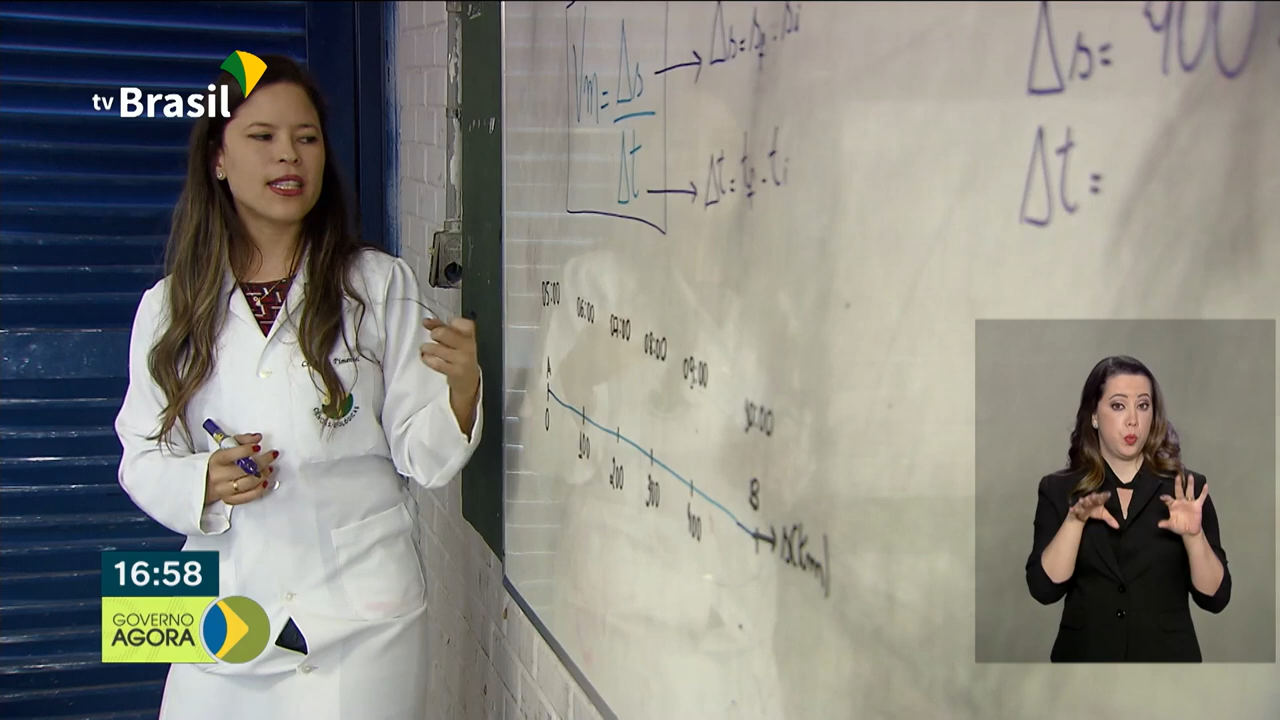 tv Brasil
Vm = Δs
Δt
→ Δs = sf - si
→ Δt = tf - ti
Δs = 400
Δt =
05:00 06:00 07:00 08:00 09:00 10:00
A B
0 100 200 300 400
s(km)
16:58
GOVERNO
AGORA